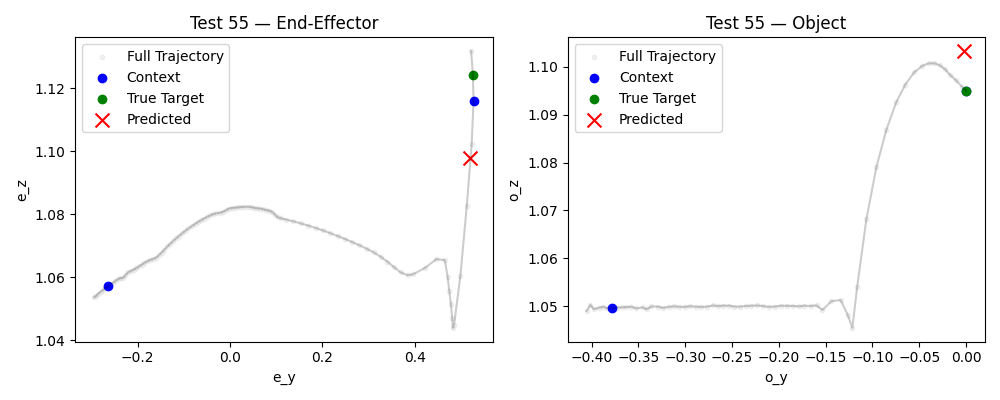 Test 55 — End-Effector
Full Trajectory
Context
True Target
Predicted
e_z
1.12
1.10
1.08
1.06
1.04
−0.2
0.0
0.2
0.4
e_y
Test 55 — Object
Full Trajectory
Context
True Target
Predicted
o_z
1.10
1.09
1.08
1.07
1.06
1.05
−0.40
−0.35
−0.30
−0.25
−0.20
−0.15
−0.10
−0.05
0.00
o_y